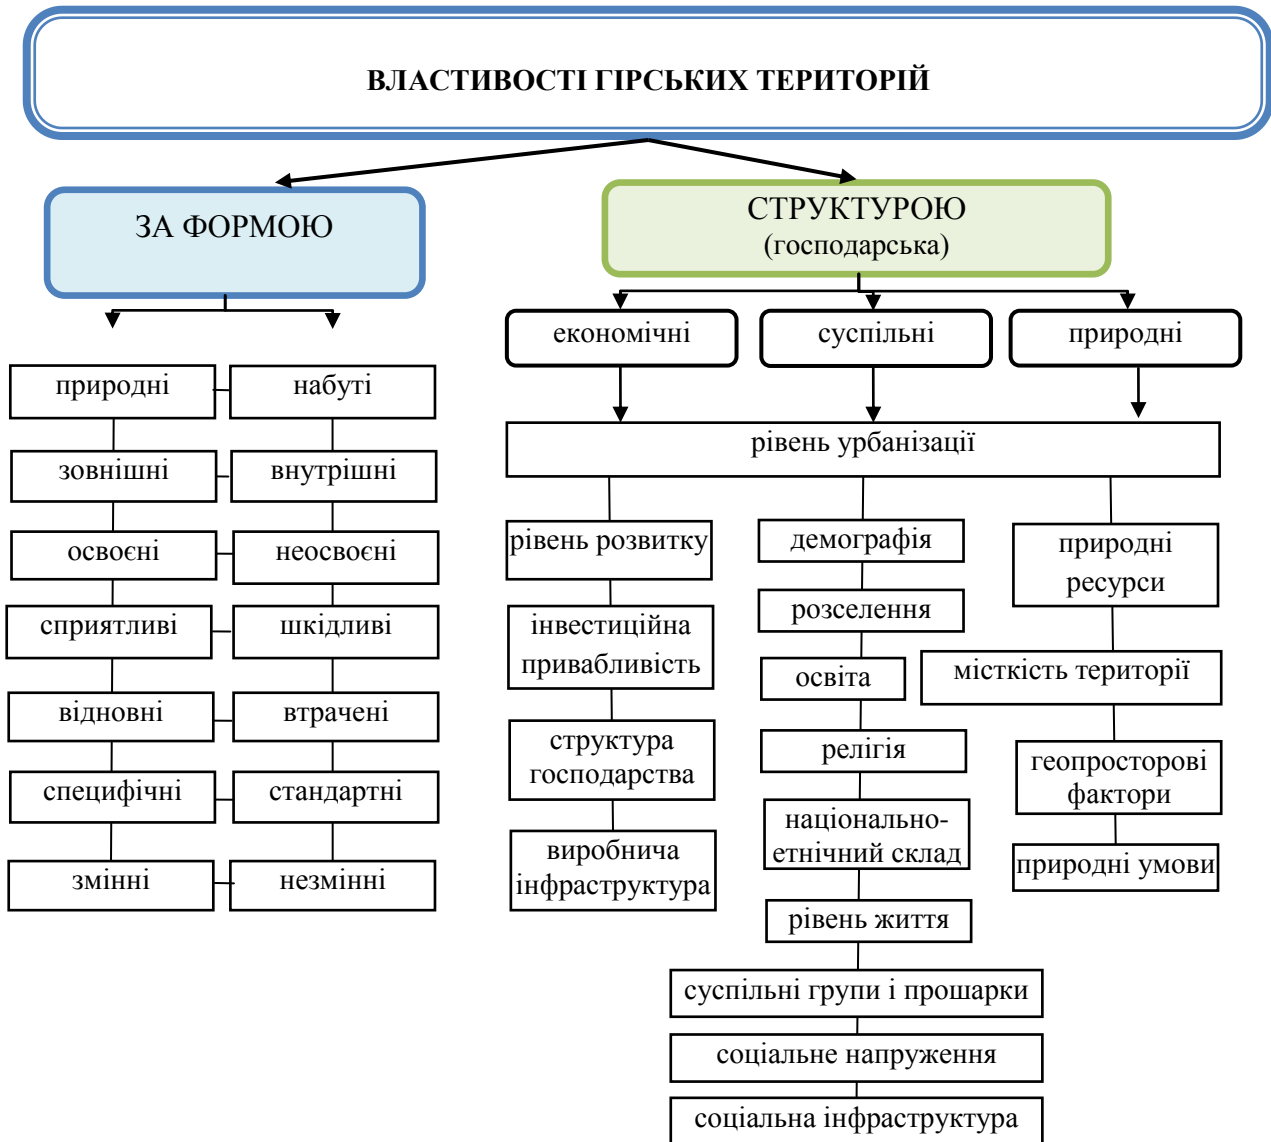 ВЛАСТИВОСТІ ГІРСЬКИХ ТЕРИТОРІЙ
ЗА ФОРМОЮ
СТРУКТУРОЮ
(господарська)
природні
набуті
зовнішні
внутрішні
освоєні
неосвоєні
сприятливі
шкідливі
відновні
втрачені
специфічні
стандартні
змінні
незмінні
економічні
суспільні
природні
рівень урбанізації
рівень розвитку
інвестиційна
привабливість
структура
господарства
виробнича
інфраструктура
демографія
розселення
освіта
релігія
національно-
етнічний склад
рівень життя
суспільні групи і прошарки
соціальне напруження
соціальна інфраструктура
природні
ресурси
місткість території
геопросторові
фактори
природні умови